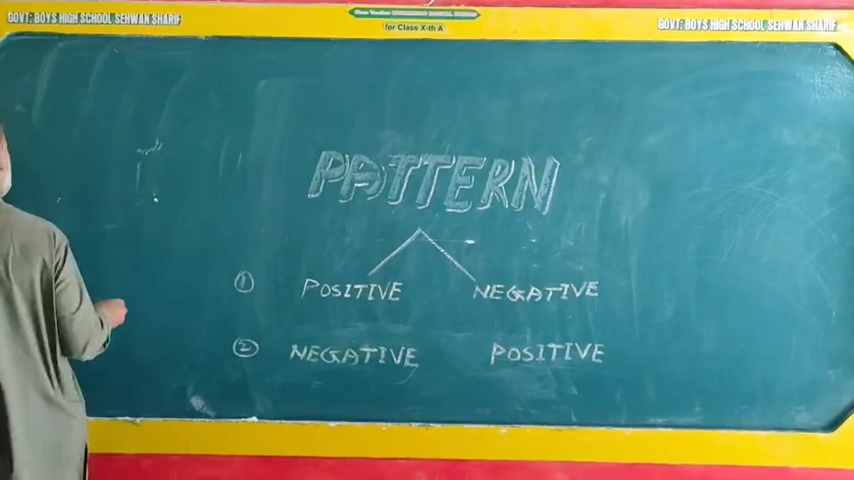 GOVT: BOYS HIGH SCHOOL SEHWAN SHARIF
for Class X-th A
GOVT: BOYS HIGH SCHOOL SEHWAN SHARIF
PATTERN
① POSITIVE NEGATIVE
② NEGATIVE POSITIVE